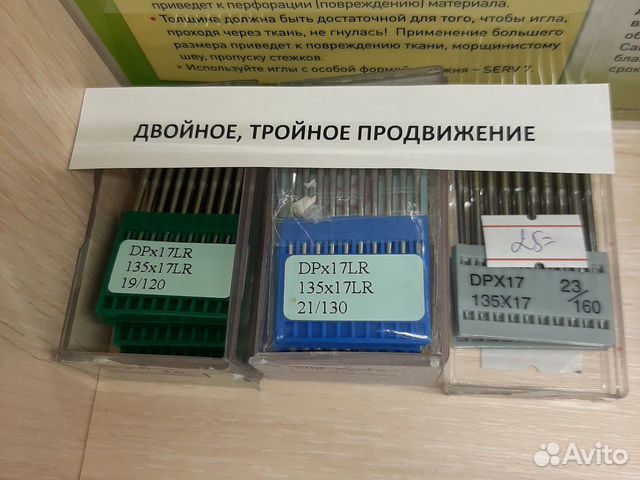 приведет к перфорации (повреждению) материала.
• Толщина должна быть достаточной для того, чтобы игла,
проходя через ткань, не гнулась! Применение большего
размера приведет к повреждению ткани, морщинистому
шву, пропуску стежков.
• Используйте иглы с особой формой – SERV 7.
ДВОЙНОЕ, ТРОЙНОЕ ПРОДВИЖЕНИЕ
DPx17LR
135x17LR
19/120
DPx17LR
135x17LR
21/130
25=
DPX17
135X17
23/160
Avito